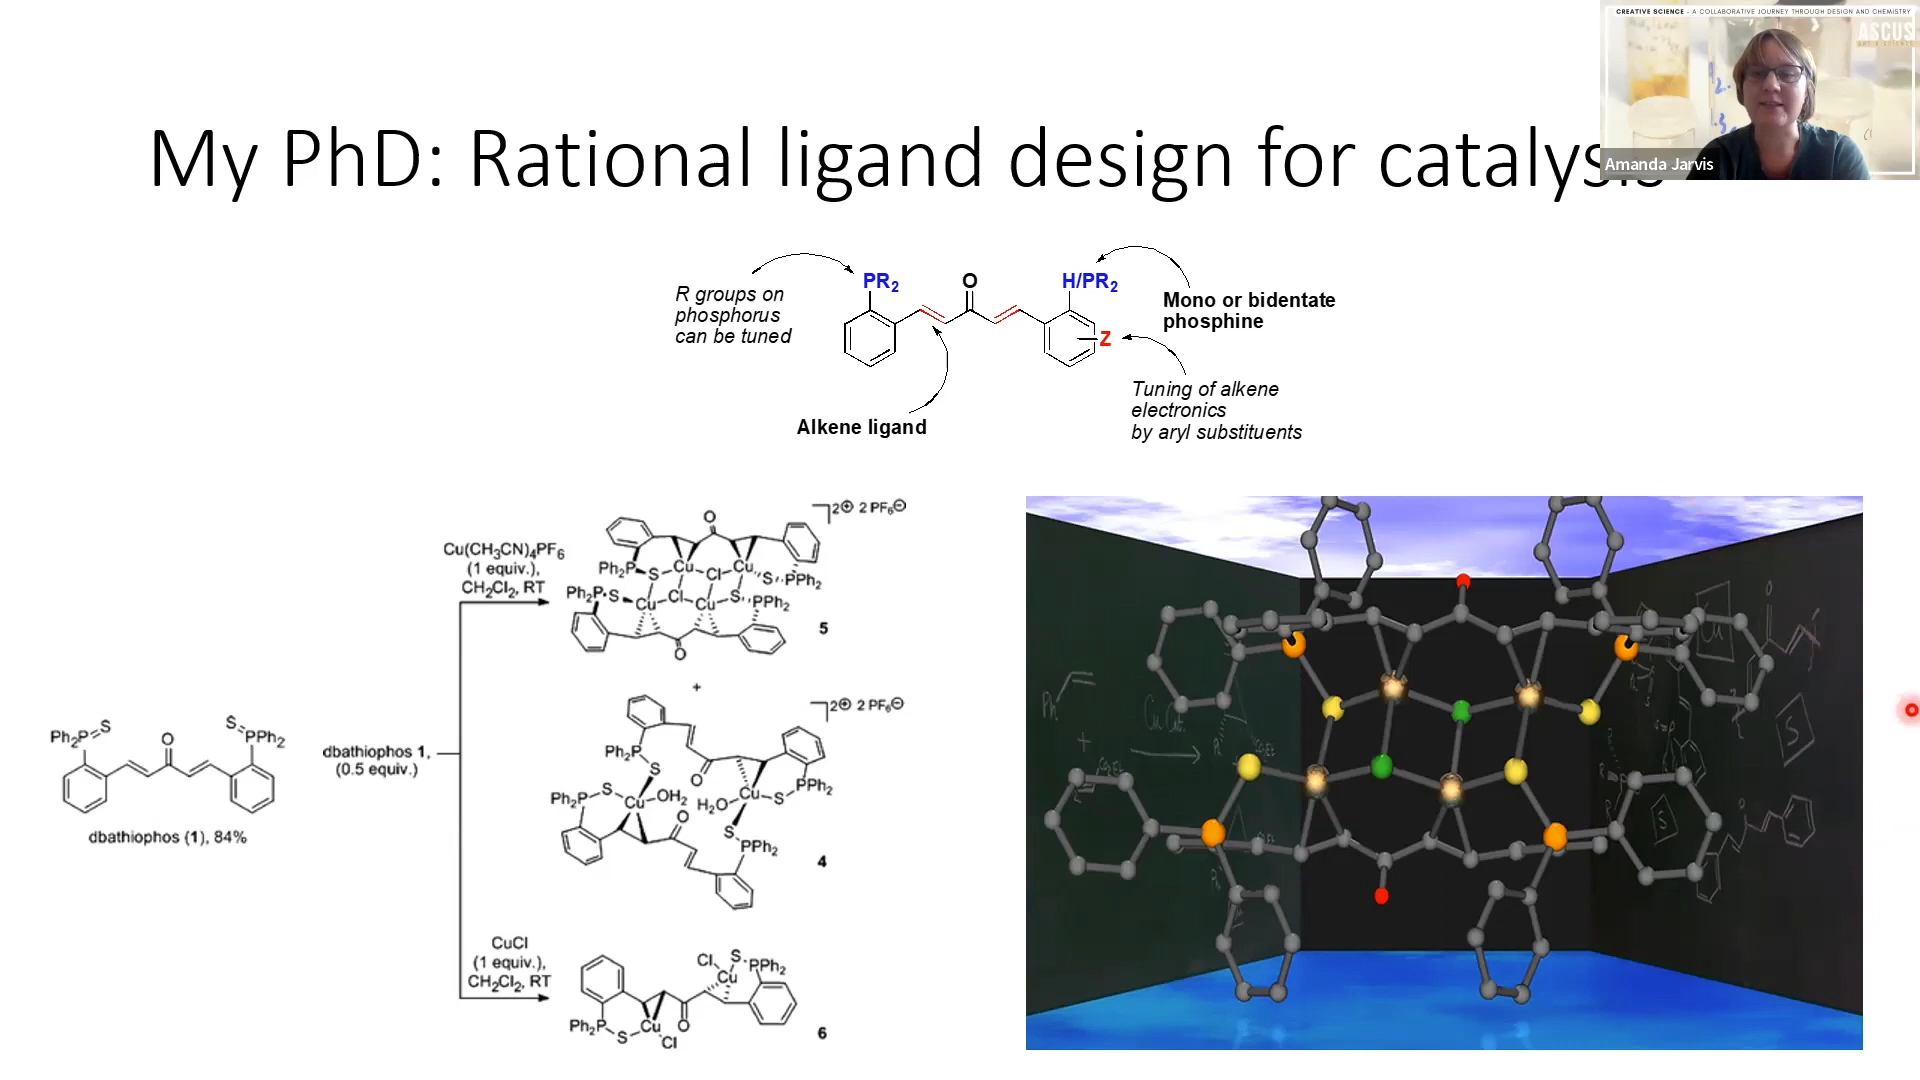 CREATIVE SCIENCE - A COLLABORATIVE JOURNEY THROUGH DESIGN AND CHEMISTRY
ASCUS
ART & SCIENCE
Amanda Jarvis
My PhD: Rational ligand design for catalysis
PR2
O
H/PR2
R groups on
phosphorus
can be tuned
Mono or bidentate
phosphine
Z
Alkene ligand
Tuning of alkene
electronics
by aryl substituents
Ph2P=S
O
S=PPh2
dbathiophos (1), 84%
dbathiophos 1,
(0.5 equiv.)
Cu(CH3CN)4PF6
(1 equiv.),
CH2Cl2, RT
]2⊕ 2 PF6⊖
O
Ph2P S Cu Cl Cu S PPh2
Ph2P S Cu Cl Cu S PPh2
O
5
+
]2⊕ 2 PF6⊖
Ph2P
S
O
Ph2P S Cu OH2
H2O Cu S PPh2
O
S
PPh2
4
CuCl
(1 equiv.),
CH2Cl2, RT
Cl S PPh2
Cu
O
Ph2P S Cu
Cl
6
Ph
+
S
S